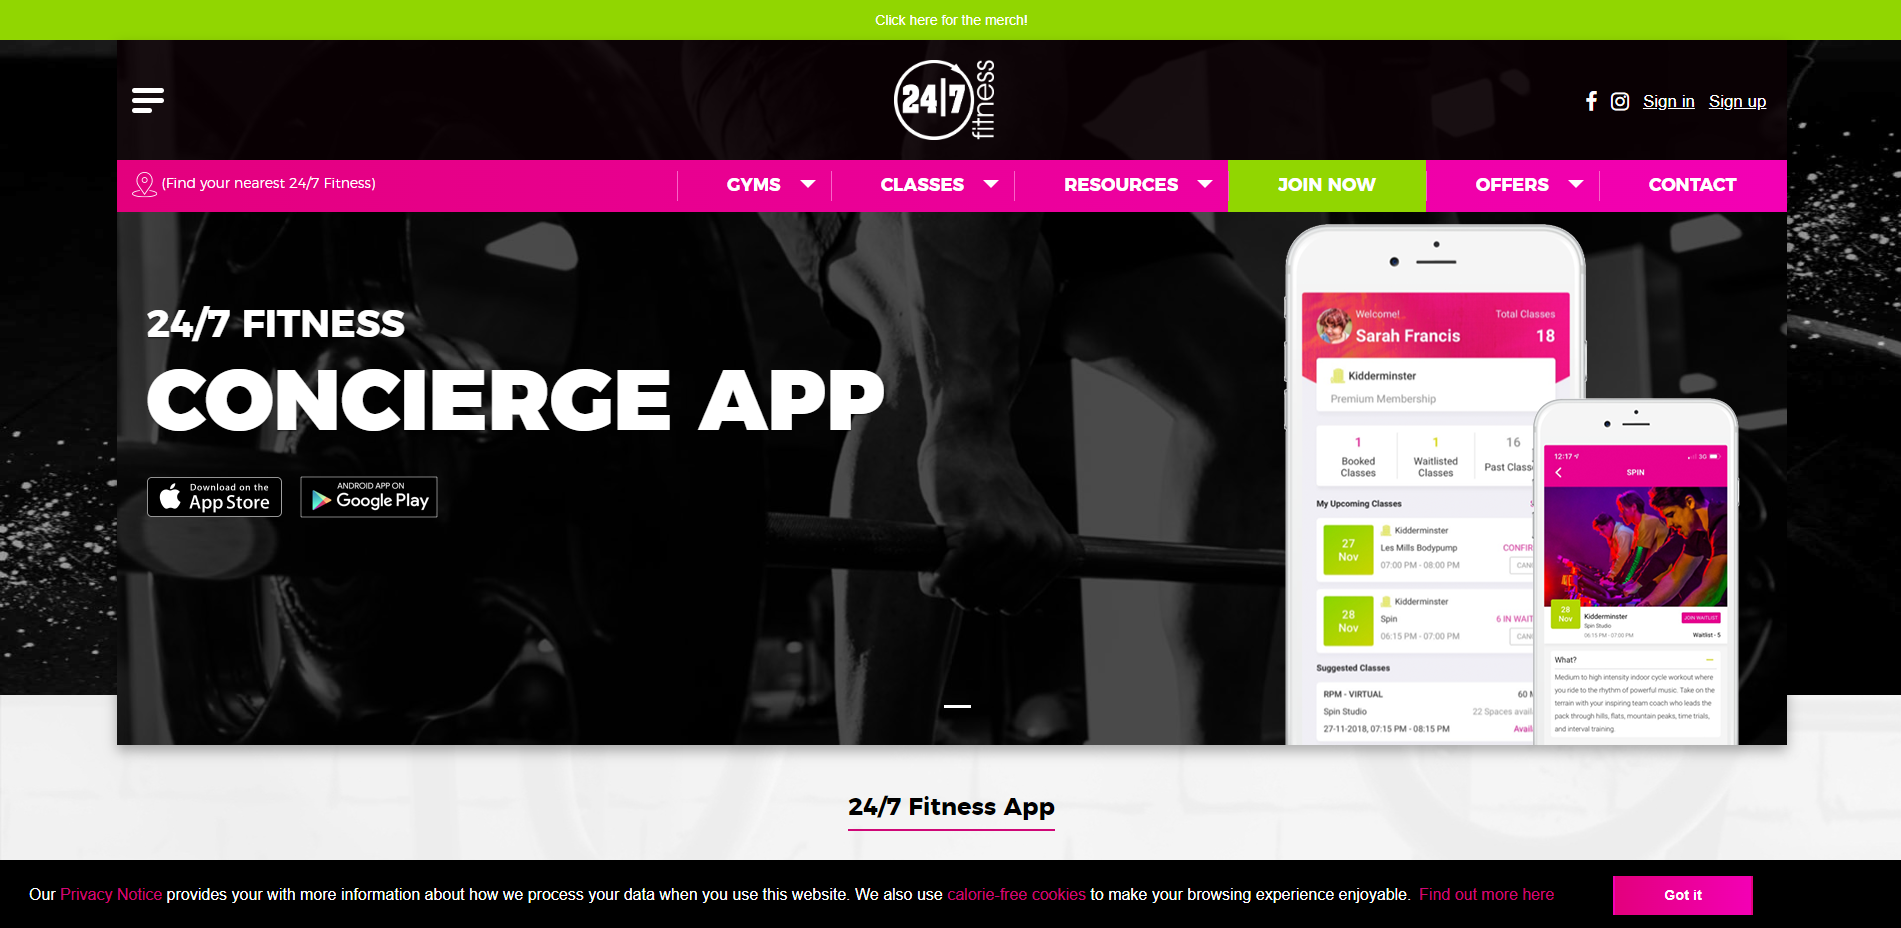 Click here for the merch!
24|7 fitness
Sign in Sign up
(Find your nearest 24/7 Fitness)
GYMS CLASSES RESOURCES JOIN NOW OFFERS CONTACT
24/7 FITNESS
CONCIERGE APP
Download on the
App Store
ANDROID APP ON
Google Play
Welcome! Total Classes
Sarah Francis 18
Kidderminster
Premium Membership
1 1 16
Booked Classes
Waitlisted Classes
Past Class
My Upcoming Classes
27 Nov
Kidderminster
Les Mills Bodypump CONFIR
07:00 PM - 08:00 PM CAN
28 Nov
Kidderminster
Spin 6 IN WAIT
06:15 PM - 07:00 PM CAN
Suggested Classes
RPM - VIRTUAL 60
Spin Studio 22 Spaces avail
27-11-2018, 07:15 PM - 08:15 PM Avail
12:17 3G
SPIN
28 Nov
Kidderminster JOIN WAITLIST
Spin Studio
06:15 PM - 07:00 PM Waitlist - 5
What?
Medium to high intensity indoor cycle workout where
you ride to the rhythm of powerful music. Take on the
terrain with your inspiring team coach who leads the
pack through hills, flats, mountain peaks, time trials,
and interval training.
24/7 Fitness App
Our Privacy Notice provides your with more information about how we process your data when you use this website. We also use calorie-free cookies to make your browsing experience enjoyable. Find out more here
Got it